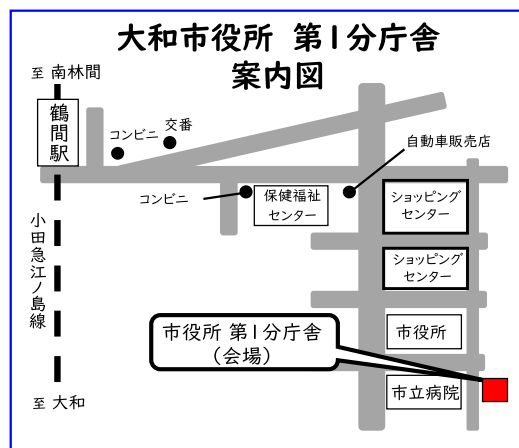 大和市役所 第1分庁舎
案内図
至 南林間
鶴間駅
コンビニ
交番
自動車販売店
コンビニ
保健福祉
センター
ショッピング
センター
小田急江ノ島線
ショッピング
センター
市役所 第1分庁舎
(会場)
市役所
市立病院
至 大和